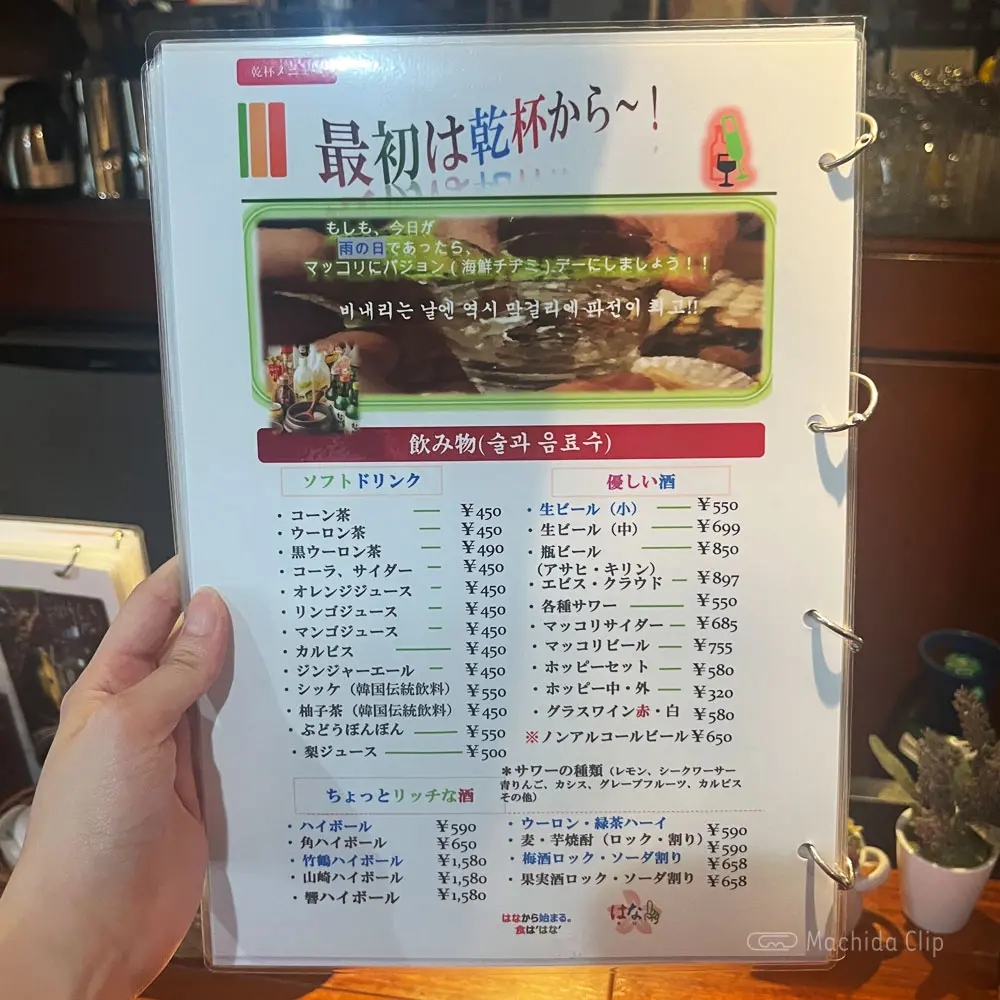 乾杯メニュー
最初は乾杯から～！
もしも、今日が
雨の日であったら、
マッコリにパジョン(海鮮チヂミ)デーにしましょう！！
비내리는 날엔 역시 막걸리에 파전이 최고!!
飲み物(술과 음료수)
ソフトドリンク
・コーン茶 ¥450
・ウーロン茶 ¥450
・黒ウーロン茶 ¥490
・コーラ、サイダー ¥450
・オレンジジュース ¥450
・リンゴジュース ¥450
・マンゴジュース ¥450
・カルピス ¥450
・ジンジャーエール ¥450
・シッケ（韓国伝統飲料） ¥550
・柚子茶（韓国伝統飲料） ¥450
・ぶどうぼんぼん ¥550
・梨ジュース ¥500
優しい酒
・生ビール（小） ¥550
・生ビール（中） ¥699
・瓶ビール ¥850
（アサヒ・キリン）
・エビス・クラウド ¥897
・各種サワー ¥550
・マッコリサイダー ¥685
・マッコリビール ¥755
・ホッピーセット ¥580
・ホッピー中・外 ¥320
・グラスワイン赤・白 ¥580
※ノンアルコールビール ¥650
＊サワーの種類（レモン、シークワーサー
青りんご、カシス、グレープフルーツ、カルピス
その他）
ちょっとリッチな酒
・ハイボール ¥590
・角ハイボール ¥650
・竹鶴ハイボール ¥1,580
・山崎ハイボール ¥1,580
・響ハイボール ¥1,580
・ウーロン・緑茶ハーイ ¥590
・麦・芋焼酎（ロック・割り） ¥590
・梅酒ロック・ソーダ割り ¥658
・果実酒ロック・ソーダ割り ¥658
はなから始まる。
食は'はな'
はな
Machida Clip